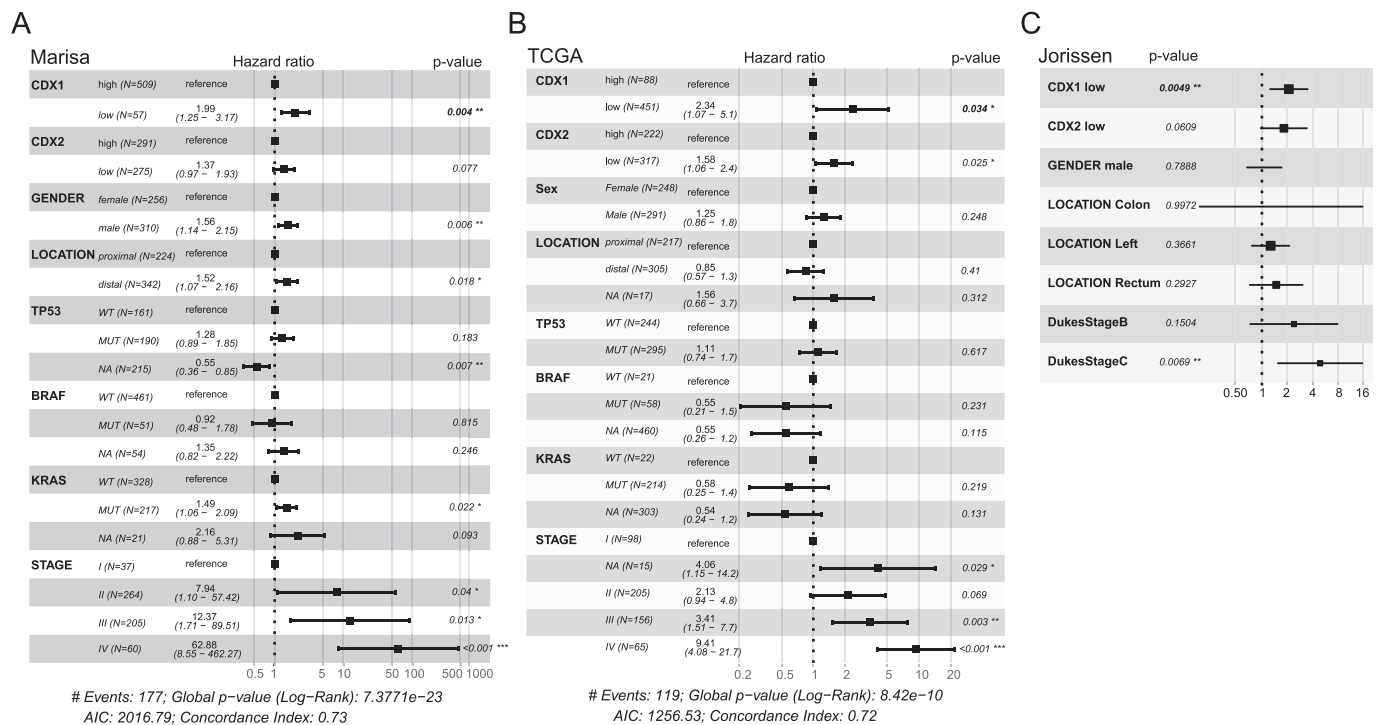 A
Marisa
Hazard ratio
p-value
CDX1 high (N=509) reference
low (N=57) 1.99 (1.25 − 3.17) 0.004 **
CDX2 high (N=291) reference
low (N=275) 1.37 (0.97 − 1.93) 0.077
GENDER female (N=256) reference
male (N=310) 1.56 (1.14 − 2.15) 0.006 **
LOCATION proximal (N=224) reference
distal (N=342) 1.52 (1.07 − 2.16) 0.018 *
TP53 WT (N=161) reference
MUT (N=190) 1.28 (0.89 − 1.85) 0.183
NA (N=215) 0.55 (0.36 − 0.85) 0.007 **
BRAF WT (N=461) reference
MUT (N=51) 0.92 (0.48 − 1.78) 0.815
NA (N=54) 1.35 (0.82 − 2.22) 0.246
KRAS WT (N=328) reference
MUT (N=217) 1.49 (1.06 − 2.09) 0.022 *
NA (N=21) 2.16 (0.88 − 5.31) 0.093
STAGE I (N=37) reference
II (N=264) 7.94 (1.10 − 57.42) 0.04 *
III (N=205) 12.37 (1.71 − 89.51) 0.013 *
IV (N=60) 62.88 (8.55 − 462.27) <0.001 ***
0.5 1 5 10 50 100 500 1000
# Events: 177; Global p−value (Log−Rank): 7.3771e−23
AIC: 2016.79; Concordance Index: 0.73
B
TCGA
Hazard ratio
p-value
CDX1 high (N=88) reference
low (N=451) 2.34 (1.07 − 5.1) 0.034 *
CDX2 high (N=222) reference
low (N=317) 1.58 (1.06 − 2.4) 0.025 *
Sex Female (N=248) reference
Male (N=291) 1.25 (0.86 − 1.8) 0.248
LOCATION proximal (N=217) reference
distal (N=305) 0.85 (0.57 − 1.3) 0.41
NA (N=17) 1.56 (0.66 − 3.7) 0.312
TP53 WT (N=244) reference
MUT (N=295) 1.11 (0.74 − 1.7) 0.617
BRAF WT (N=21) reference
MUT (N=58) 0.55 (0.21 − 1.5) 0.231
NA (N=460) 0.55 (0.26 − 1.2) 0.115
KRAS WT (N=22) reference
MUT (N=214) 0.58 (0.25 − 1.4) 0.219
NA (N=303) 0.54 (0.24 − 1.2) 0.131
STAGE I (N=98) reference
NA (N=15) 4.06 (1.15 − 14.2) 0.029 *
II (N=205) 2.13 (0.94 − 4.8) 0.069
III (N=156) 3.41 (1.51 − 7.7) 0.003 **
IV (N=65) 9.41 (4.08 − 21.7) <0.001 ***
0.2 0.5 1 2 5 10 20
# Events: 119; Global p−value (Log−Rank): 8.42e−10
AIC: 1256.53; Concordance Index: 0.72
C
Jorissen
p-value
CDX1 low 0.0049 **
CDX2 low 0.0609
GENDER male 0.7888
LOCATION Colon 0.9972
LOCATION Left 0.3661
LOCATION Rectum 0.2927
DukesStageB 0.1504
DukesStageC 0.0069 **
0.50 1 2 4 8 16